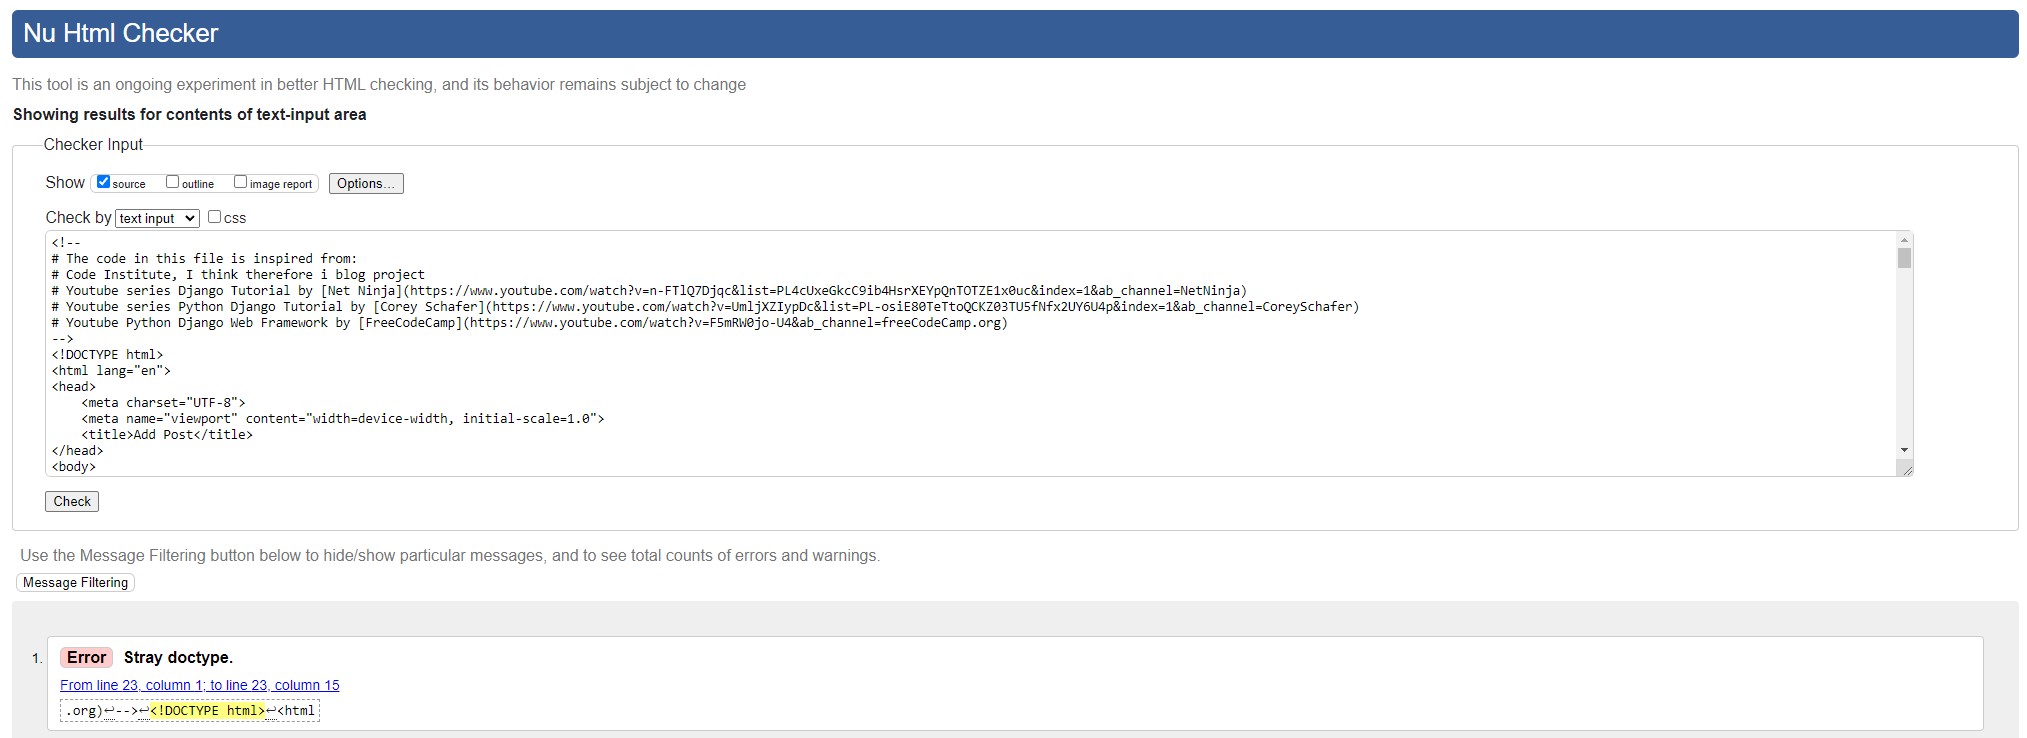 Nu Html Checker
This tool is an ongoing experiment in better HTML checking, and its behavior remains subject to change
Showing results for contents of text-input area
Checker Input
Show source outline image report Options...
Check by text input css
<!--
# The code in this file is inspired from:
# Code Institute, I think therefore i blog project
# Youtube series Django Tutorial by [Net Ninja](https://www.youtube.com/watch?v=n-FTlQ7Djqc&list=PL4cUxeGkcC9ib4HsrXEYpQnTOTZE1x0uc&index=1&ab_channel=NetNinja)
# Youtube series Python Django Tutorial by [Corey Schafer](https://www.youtube.com/watch?v=UmljXZIypDc&list=PL-osiE80TeTtoQCKZ03TU5fNfx2UY6U4p&index=1&ab_channel=CoreySchafer)
# Youtube Python Django Web Framework by [FreeCodeCamp](https://www.youtube.com/watch?v=F5mRW0jo-U4&ab_channel=freeCodeCamp.org)
-->
<!DOCTYPE html>
<html lang="en">
<head>
    <meta charset="UTF-8">
    <meta name="viewport" content="width=device-width, initial-scale=1.0">
    <title>Add Post</title>
</head>
<body>
Check
Use the Message Filtering button below to hide/show particular messages, and to see total counts of errors and warnings.
Message Filtering
1. Error Stray doctype.
From line 23, column 1; to line 23, column 15
.org)↩-->↩<!DOCTYPE html>↩<html